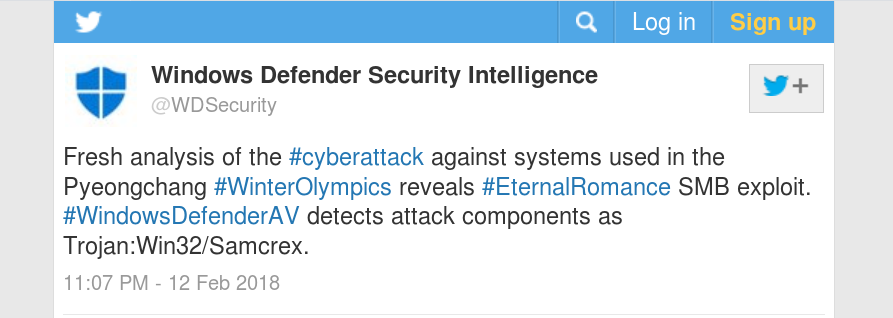 Log in
Sign up
Windows Defender Security Intelligence
@WDSecurity
Fresh analysis of the #cyberattack against systems used in the
Pyeongchang #WinterOlympics reveals #EternalRomance SMB exploit.
#WindowsDefenderAV detects attack components as
Trojan:Win32/Samcrex.
11:07 PM - 12 Feb 2018